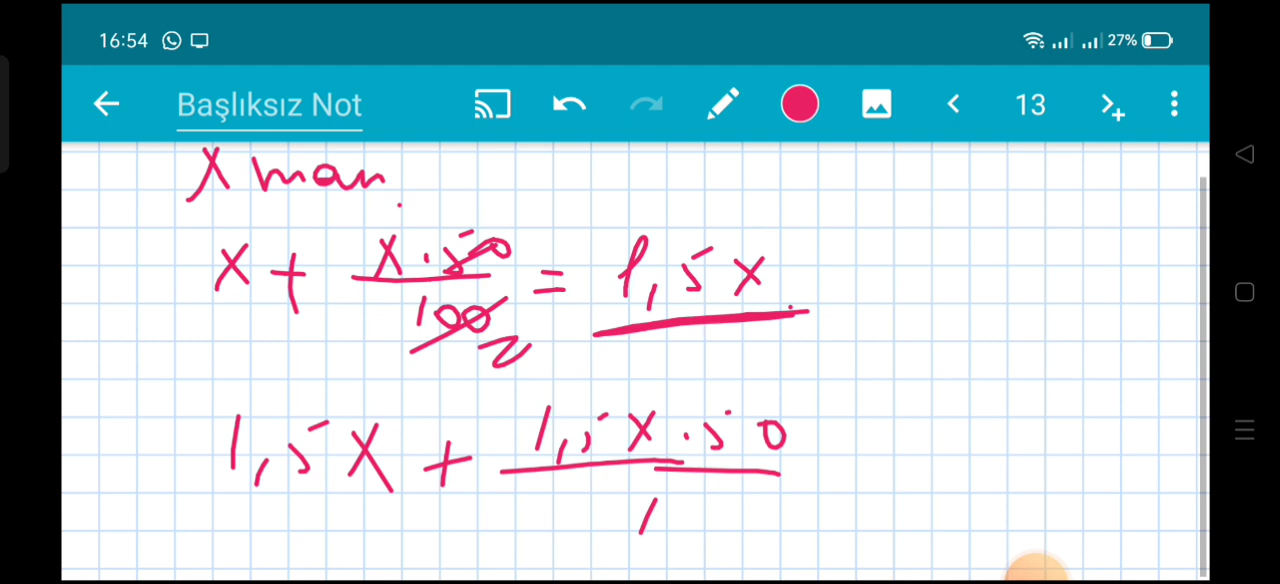 16:54 27%
Başlıksız Not 13
X man.
x + x.50/100 2 = 1,5x
1,5x + 1,5x.50/1